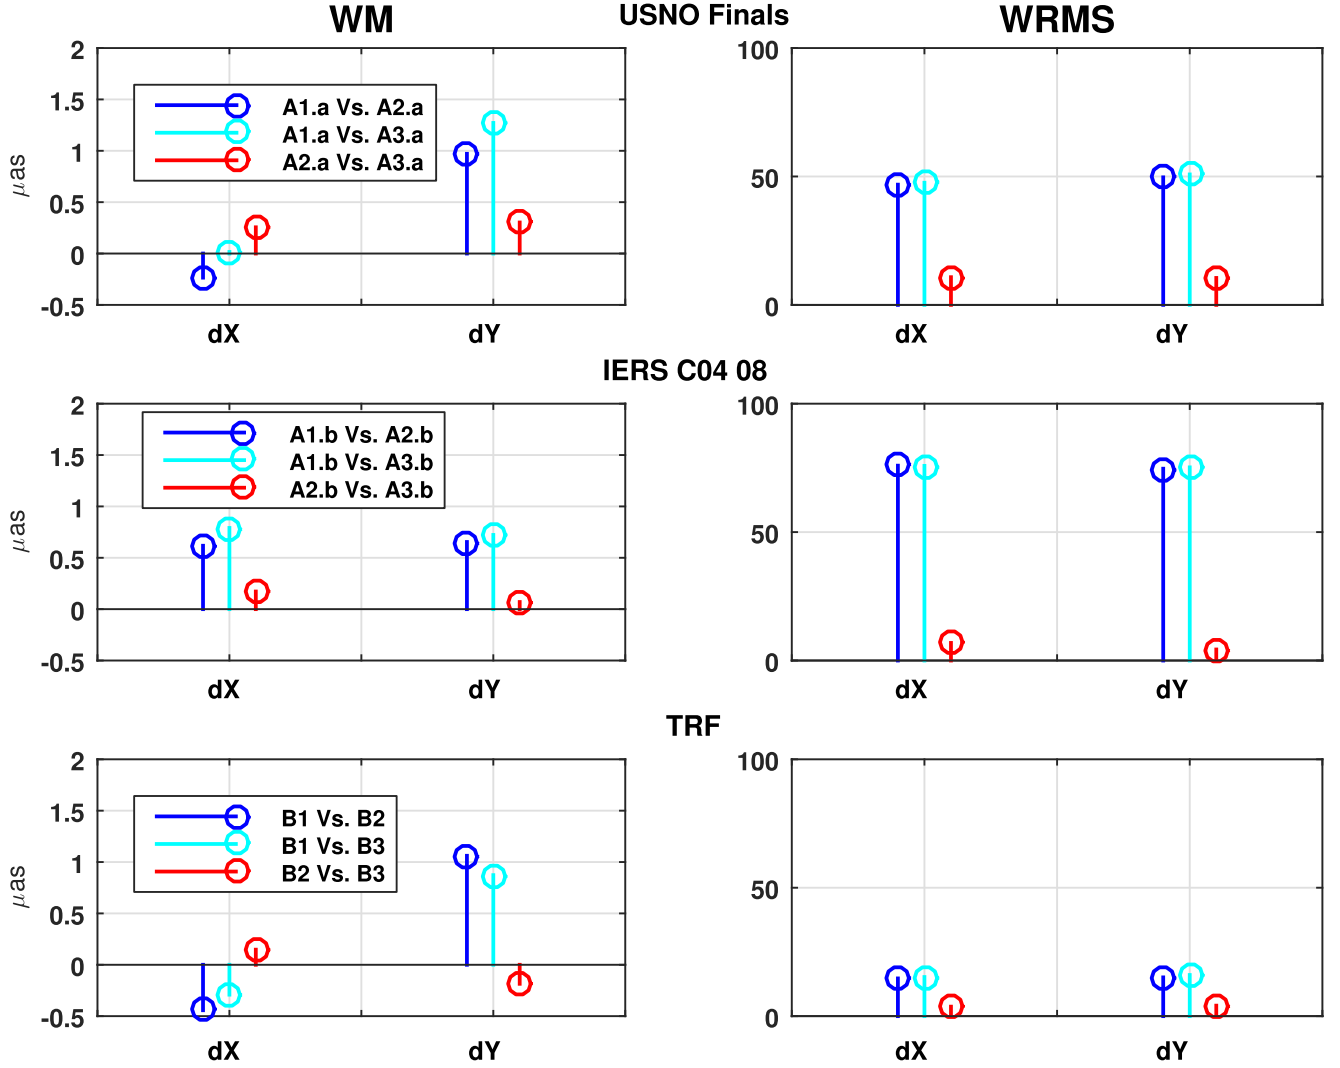 WM
USNO Finals
WRMS
2
1.5
1
0.5
0
-0.5
μas
A1.a Vs. A2.a
A1.a Vs. A3.a
A2.a Vs. A3.a
dX
dY
100
50
0
dX
dY
IERS C04 08
2
1.5
1
0.5
0
-0.5
μas
A1.b Vs. A2.b
A1.b Vs. A3.b
A2.b Vs. A3.b
dX
dY
100
50
0
dX
dY
TRF
2
1.5
1
0.5
0
-0.5
μas
B1 Vs. B2
B1 Vs. B3
B2 Vs. B3
dX
dY
100
50
0
dX
dY